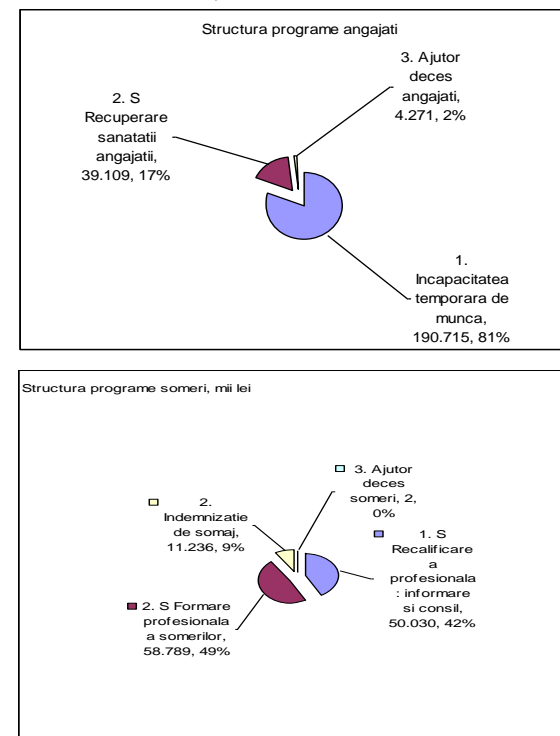 Structura programe angajati
3. Ajutor
deces
angajati,
4.271, 2%
2. S
Recuperare
sanatatii
angajatii,
39.109, 17%
1.
Incapacitatea
temporara de
munca,
190.715, 81%
Structura programe someri, mii lei
3. Ajutor
deces
someri, 2,
0%
2.
Indemnizatie
de somaj,
11.236, 9%
1. S
Recalificare
a
profesionala
: informare
si consil,
50.030, 42%
2. S Formare
profesionala
a somerilor,
58.789, 49%